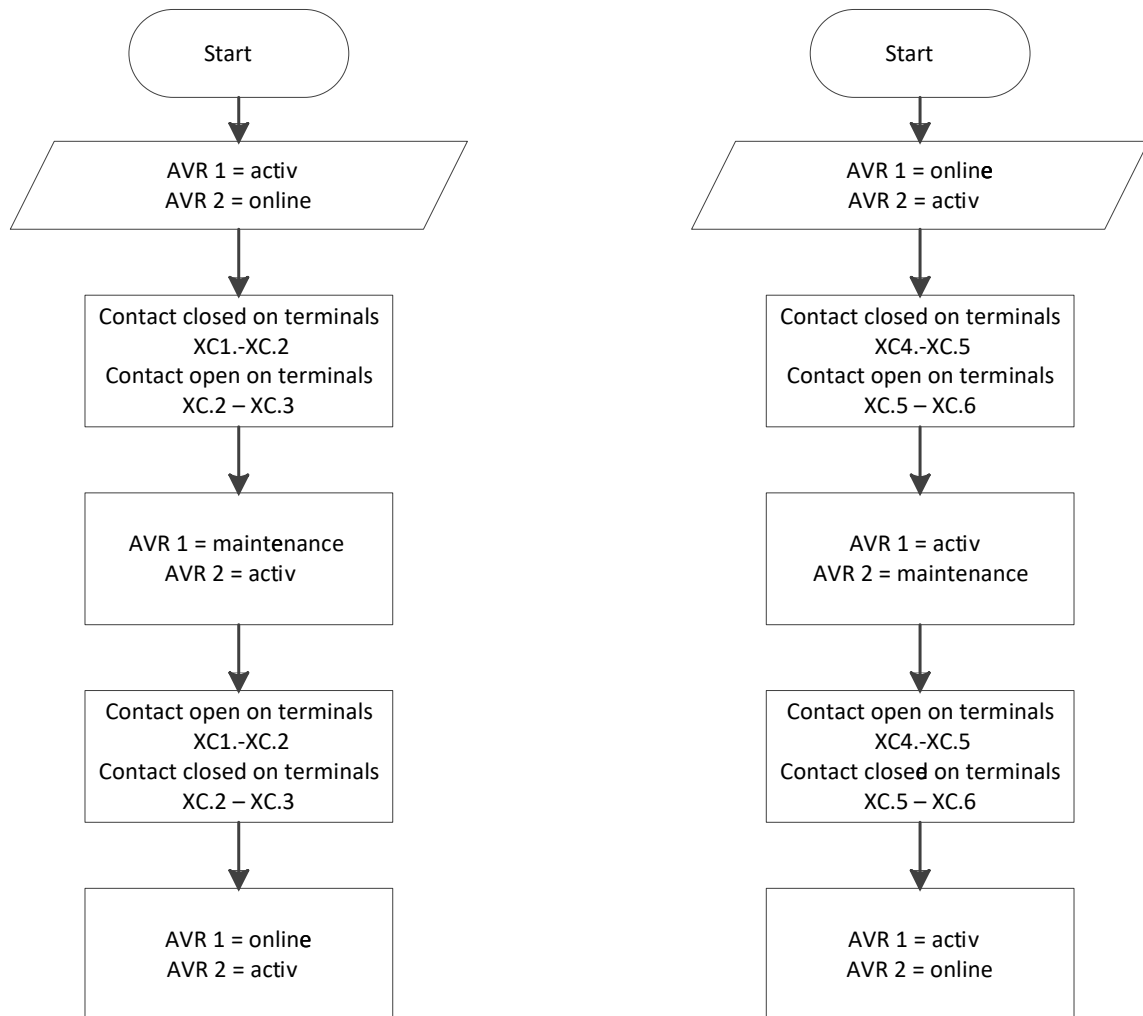 Start
AVR 1 = activ
AVR 2 = online
Contact closed on terminals
XC1.-XC.2
Contact open on terminals
XC.2 – XC.3
AVR 1 = maintenance
AVR 2 = activ
Contact open on terminals
XC1.-XC.2
Contact closed on terminals
XC.2 – XC.3
AVR 1 = online
AVR 2 = activ
Start
AVR 1 = online
AVR 2 = activ
Contact closed on terminals
XC4.-XC.5
Contact open on terminals
XC.5 – XC.6
AVR 1 = activ
AVR 2 = maintenance
Contact open on terminals
XC4.-XC.5
Contact closed on terminals
XC.5 – XC.6
AVR 1 = activ
AVR 2 = online